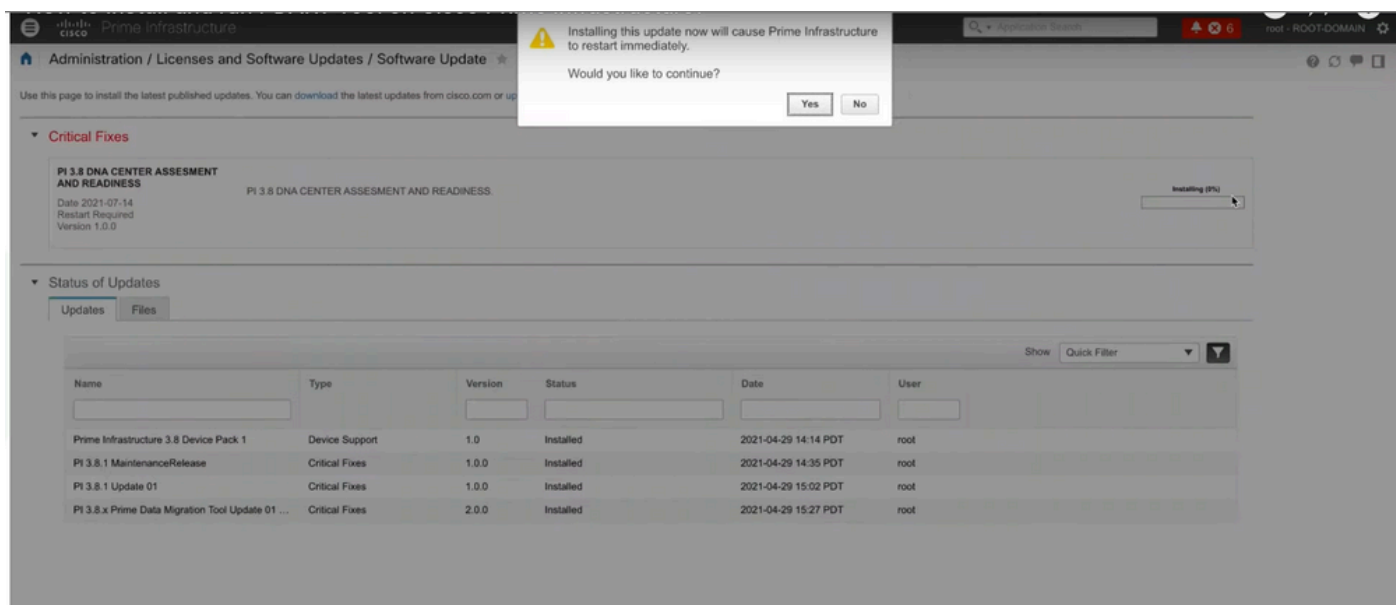 cisco Prime Infrastructure
Application Search
6
root - ROOT-DOMAIN
Installing this update now will cause Prime Infrastructure
to restart immediately.
Would you like to continue?
Yes No
Administration / Licenses and Software Updates / Software Update
Use this page to install the latest published updates. You can download the latest updates from cisco.com or up
Critical Fixes
PI 3.8 DNA CENTER ASSESMENT
AND READINESS
PI 3.8 DNA CENTER ASSESMENT AND READINESS.
Date 2021-07-14
Restart Required
Version 1.0.0
Installing (0%)
Status of Updates
Updates Files
Show Quick Filter
Name Type Version Status Date User
Prime Infrastructure 3.8 Device Pack 1 Device Support 1.0 Installed 2021-04-29 14:14 PDT root
PI 3.8.1 MaintenanceRelease Critical Fixes 1.0.0 Installed 2021-04-29 14:35 PDT root
PI 3.8.1 Update 01 Critical Fixes 1.0.0 Installed 2021-04-29 15:02 PDT root
PI 3.8.x Prime Data Migration Tool Update 01 ... Critical Fixes 2.0.0 Installed 2021-04-29 15:27 PDT root